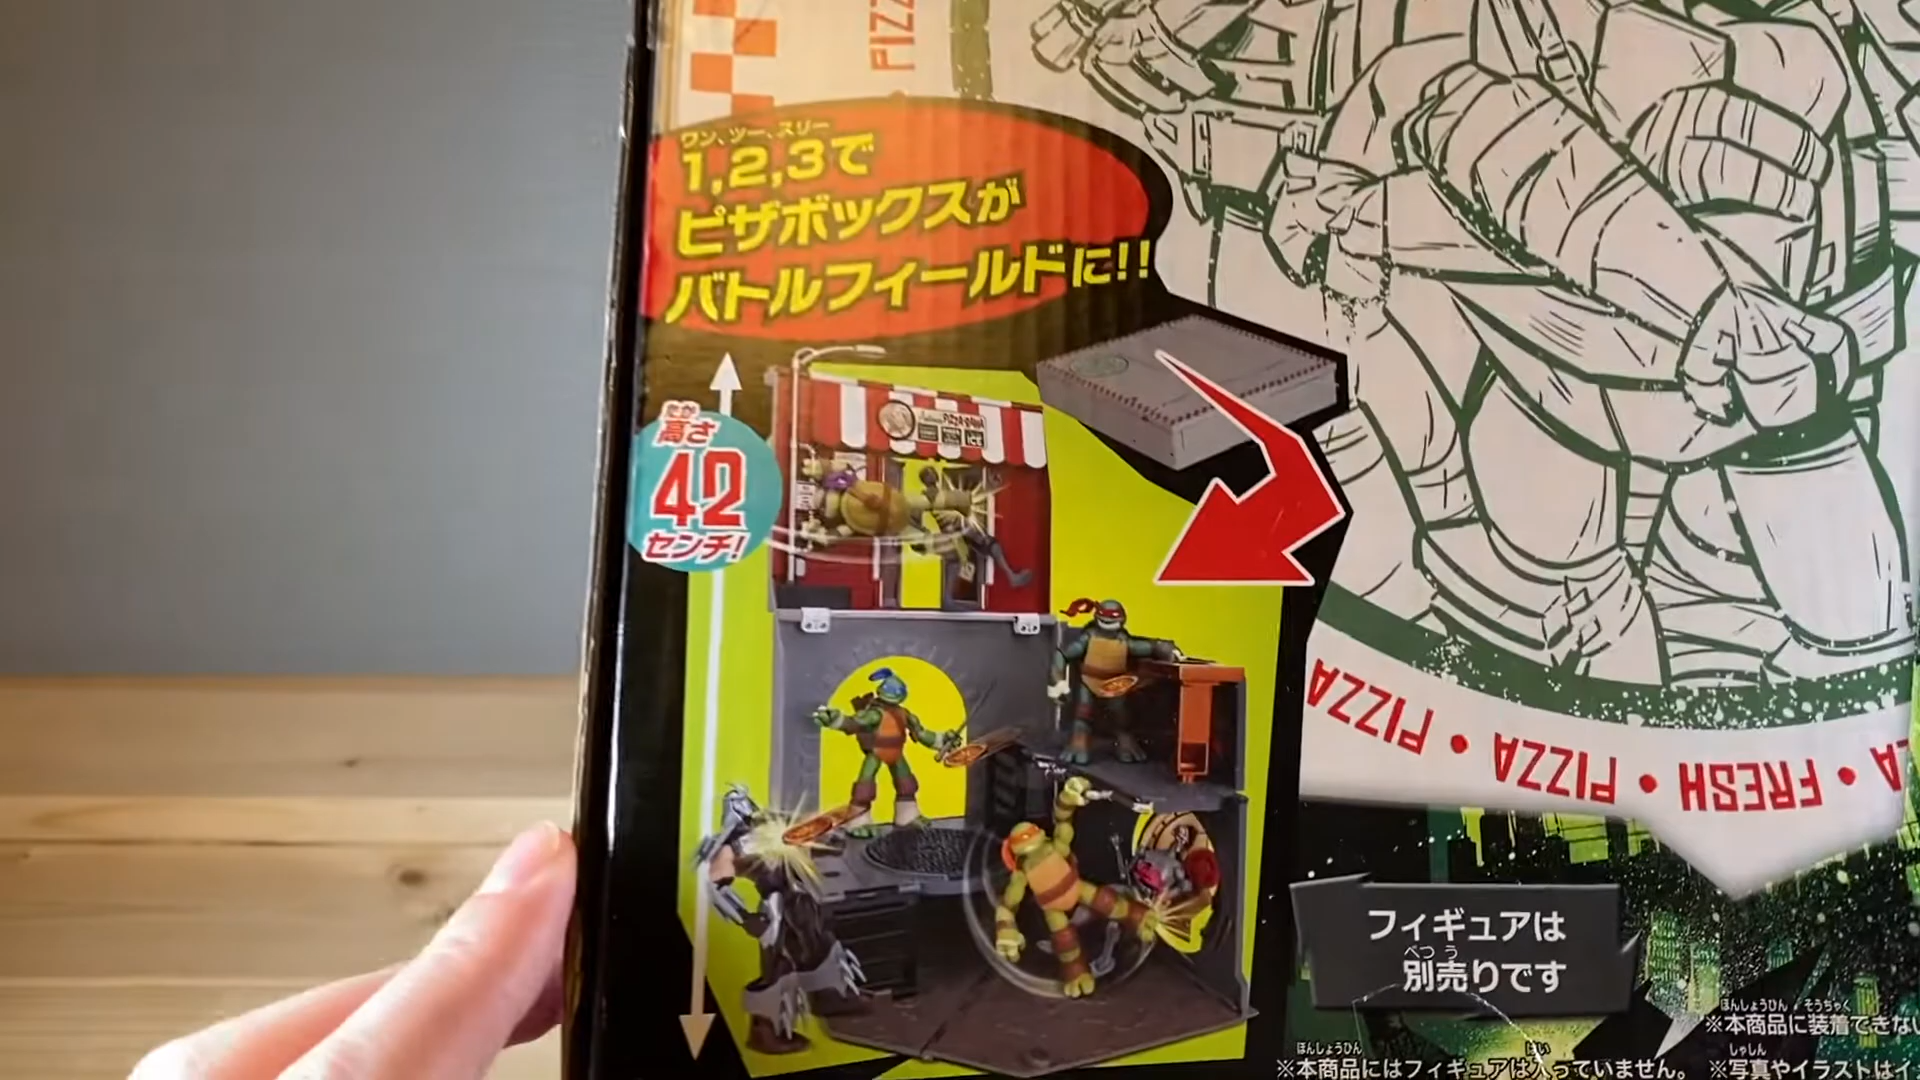 PIZZ
ワン、ツー、スリー
1,2,3で
ピザボックスが
バトルフィールドに!!
たか
高さ
42
センチ!
PIZZA • PIZZA • FRESH •
フィギュアは
べつ う
別売りです
ほんしょうひん そうちゃく
※本商品に装着できない
ほんしょうひん はい
※本商品にはフィギュアは入っていません。
しゃしん
※写真やイラストはイ